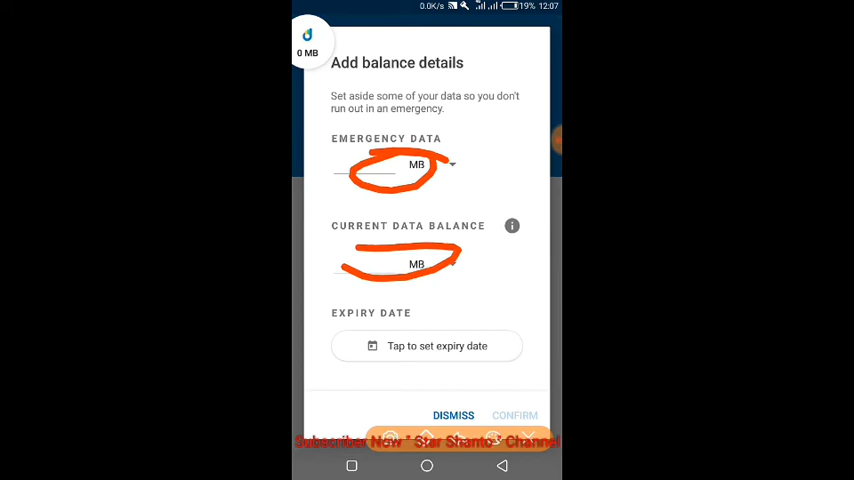 0.0K/s 19% 12:07
0 MB
Add balance details
Set aside some of your data so you don't
run out in an emergency.
EMERGENCY DATA
MB
CURRENT DATA BALANCE
MB
EXPIRY DATE
Tap to set expiry date
DISMISS CONFIRM
Subscriber Now " Star Shanto " Channel